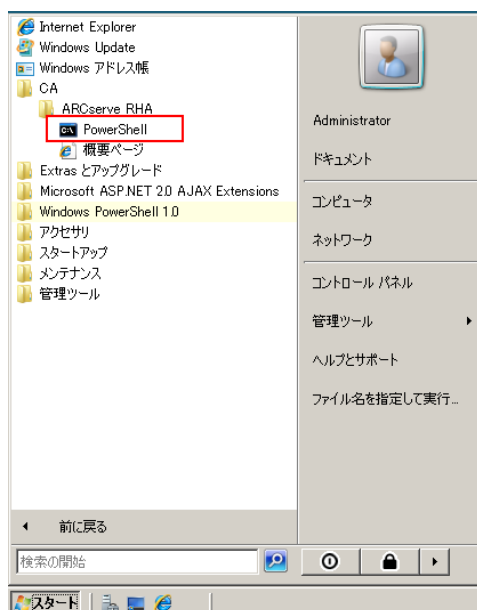 Internet Explorer
Windows Update
Windows アドレス帳
CA
ARCserve RHA
PowerShell
概要ページ
Extras とアップグレード
Microsoft ASP.NET 2.0 AJAX Extensions
Windows PowerShell 1.0
アクセサリ
スタートアップ
メンテナンス
管理ツール
前に戻る
検索の開始
Administrator
ドキュメント
コンピュータ
ネットワーク
コントロール パネル
管理ツール
ヘルプとサポート
ファイル名を指定して実行...
スタート